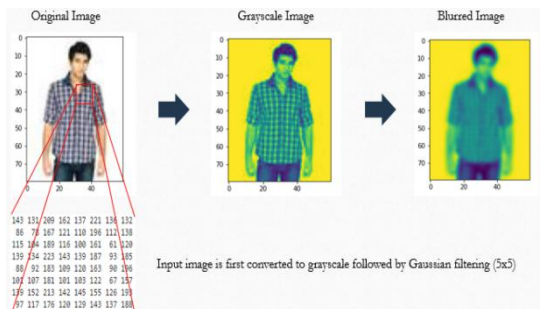 Original Image
Grayscale Image
Blurred Image
0
10
20
30
40
50
60
70
0 20 40
0
10
20
30
40
50
60
70
0 20 40
0
10
20
30
40
50
60
70
0 20 40
143 131 209 162 137 221 136 132
86 78 167 121 110 196 112 138
115 104 189 116 100 161 61 120
139 134 223 143 139 187 93 185
88 92 183 109 120 163 90 196
101 107 181 101 103 122 67 157
139 152 213 142 145 155 126 193
97 117 176 120 129 143 137 188
Input image is first converted to grayscale followed by Gaussian filtering (5x5)